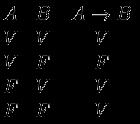 A B A → B
V V V
V F F
F V V
F F V